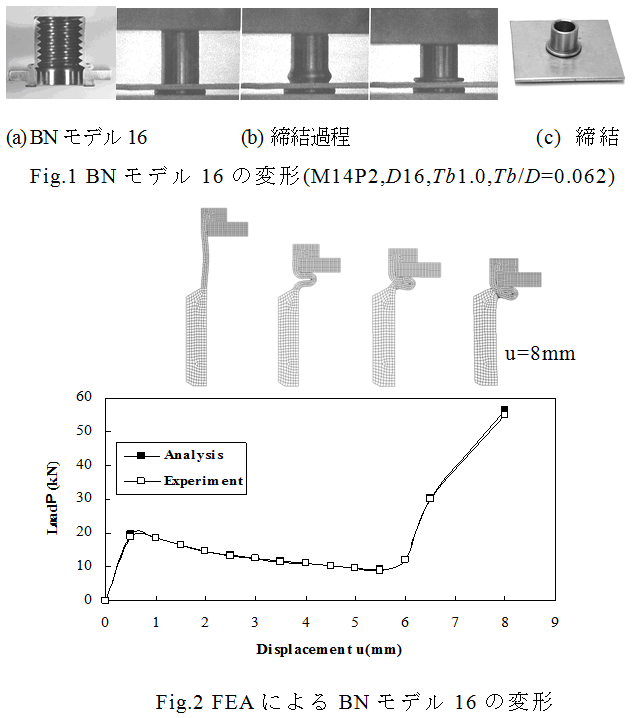 (a) BN モデル 16 (b) 締結過程 (c) 締結
Fig.1 BN モデル 16 の変形(M14P2,D16,Tb1.0,Tb/D=0.062)
u=8mm
60
50
40
30
20
10
0
Load P (kN)
Analysis
Experiment
0 1 2 3 4 5 6 7 8 9
Displacement u(mm)
Fig.2 FEA による BN モデル 16 の変形